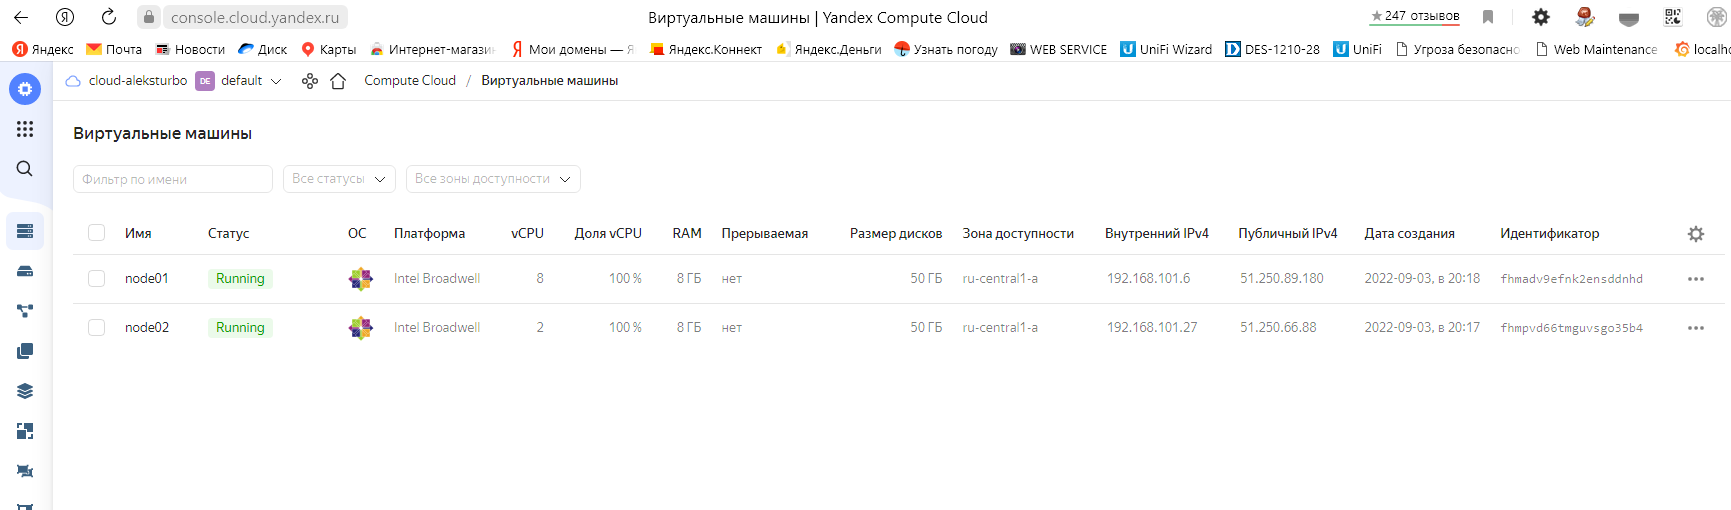 Я console.cloud.yandex.ru Виртуальные машины | Yandex Compute Cloud ★ 247 отзывов
Я Яндекс Почта Новости Диск Карты Интернет-магазин Я Мои домены — Я Яндекс.Коннект Яндекс.Деньги Узнать погоду WEB SERVICE U UniFi Wizard D DES-1210-28 U UniFi Угроза безопасно Web Maintenance localho
cloud-aleksturbo DE default Compute Cloud / Виртуальные машины
Виртуальные машины
Фильтр по имени Все статусы Все зоны доступности
Имя Статус ОС Платформа vCPU Доля vCPU RAM Прерываемая Размер дисков Зона доступности Внутренний IPv4 Публичный IPv4 Дата создания Идентификатор
node01 Running Intel Broadwell 8 100 % 8 ГБ нет 50 ГБ ru-central1-a 192.168.101.6 51.250.89.180 2022-09-03, в 20:18 fhmadv9efnk2ensddnhd
node02 Running Intel Broadwell 2 100 % 8 ГБ нет 50 ГБ ru-central1-a 192.168.101.27 51.250.66.88 2022-09-03, в 20:17 fhmpvd66tmguvsgo35b4